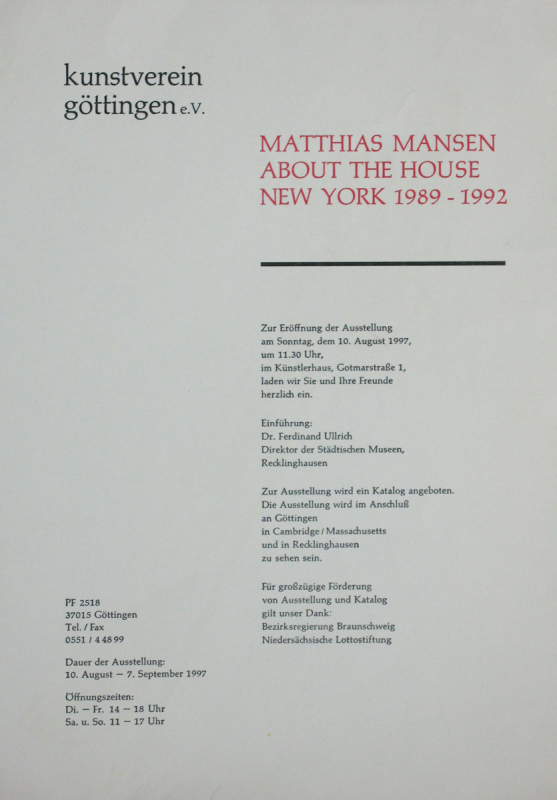 kunstverein
göttingen e.V.
MATTHIAS MANSEN
ABOUT THE HOUSE
NEW YORK 1989 - 1992
Zur Eröffnung der Ausstellung
am Sonntag, dem 10. August 1997,
um 11.30 Uhr,
im Künstlerhaus, Gotmarstraße 1,
laden wir Sie und Ihre Freunde
herzlich ein.
Einführung:
Dr. Ferdinand Ullrich
Direktor der Städtischen Museen,
Recklinghausen
Zur Ausstellung wird ein Katalog angeboten.
Die Ausstellung wird im Anschluß
an Göttingen
in Cambridge / Massachusetts
und in Recklinghausen
zu sehen sein.
Für großzügige Förderung
von Ausstellung und Katalog
gilt unser Dank:
Bezirksregierung Braunschweig
Niedersächsische Lottostiftung
PF 2518
37015 Göttingen
Tel. / Fax
0551 / 4 48 99
Dauer der Ausstellung:
10. August – 7. September 1997
Öffnungszeiten:
Di. – Fr. 14 – 18 Uhr
Sa. u. So. 11 – 17 Uhr